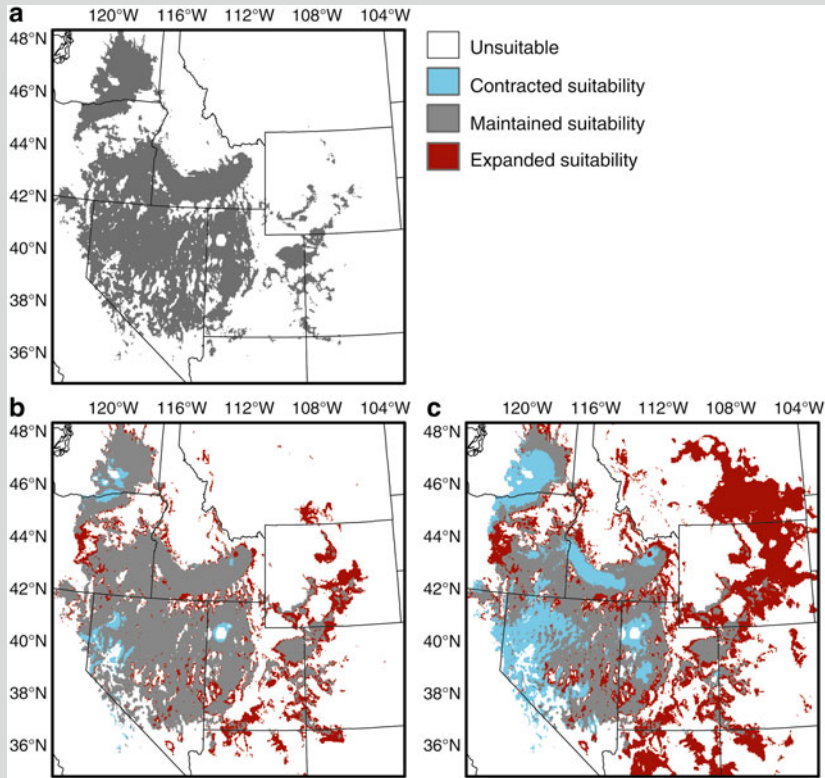 a
120°W 116°W 112°W 108°W 104°W
48°N
46°N
44°N
42°N
40°N
38°N
36°N
Unsuitable
Contracted suitability
Maintained suitability
Expanded suitability
b
120°W 116°W 112°W 108°W 104°W
48°N
46°N
44°N
42°N
40°N
38°N
36°N
c
120°W 116°W 112°W 108°W 104°W
48°N
46°N
44°N
42°N
40°N
38°N
36°N